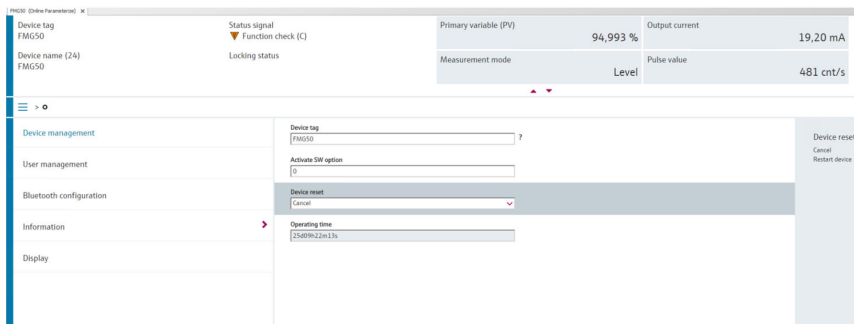 FMG50 (Online Parameterize) X
Device tag
FMG50
Status signal
Function check (C)
Primary variable (PV)
94,993 %
Output current
19,20 mA
Device name (24)
FMG50
Locking status
Measurement mode
Level
Pulse value
481 cnt/s
>
Device management
User management
Bluetooth configuration
Information
Display
Device tag
FMG50
?
Activate SW option
0
Device reset
Cancel
Operating time
25d09h22m13s
Device reset
Cancel
Restart device